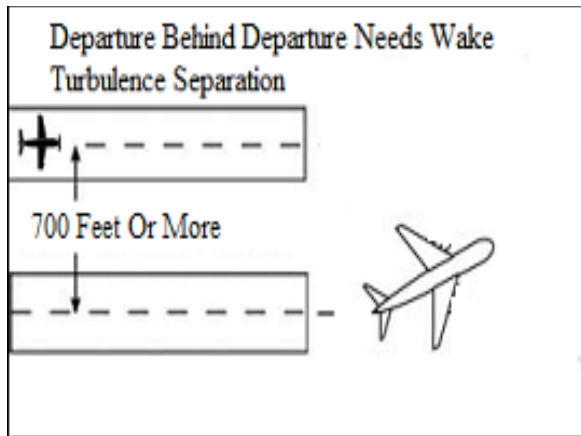 Departure Behind Departure Needs Wake
Turbulence Separation
700 Feet Or More